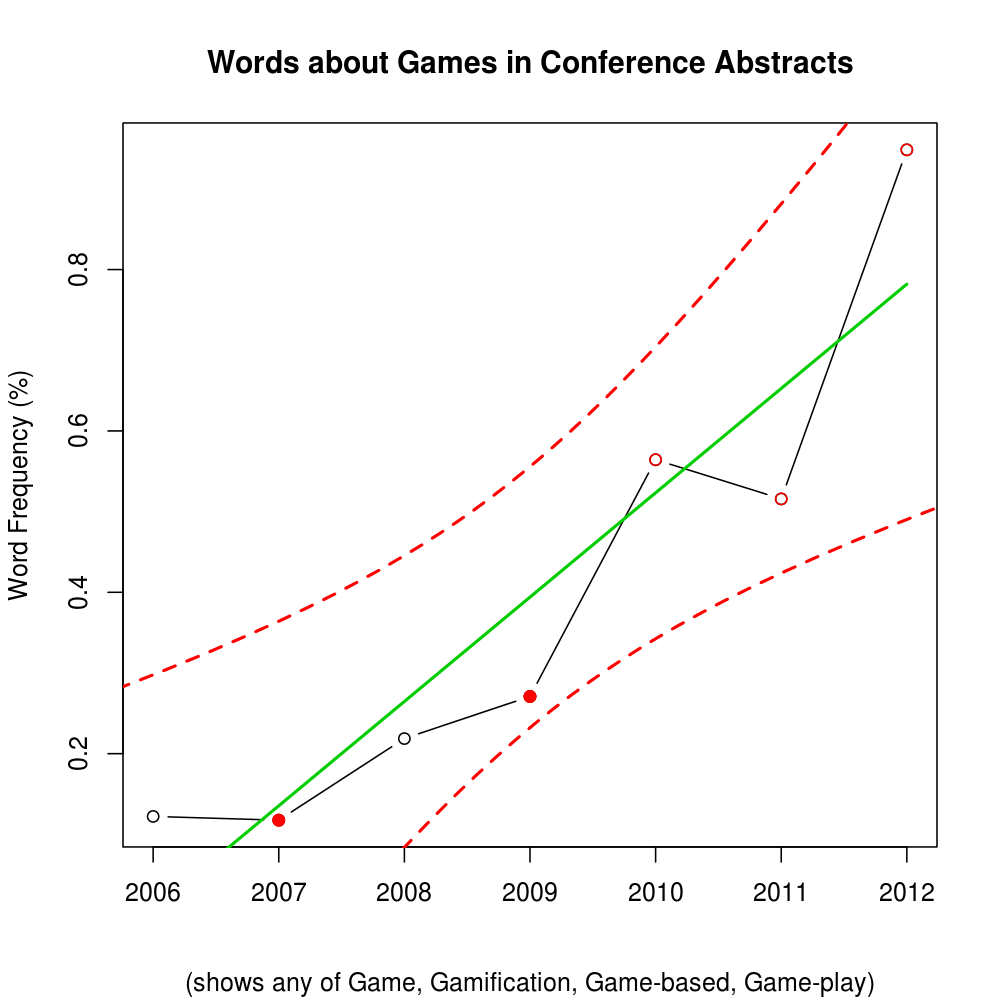 Words about Games in Conference Abstracts
Word Frequency (%)
0.8
0.6
0.4
0.2
2006 2007 2008 2009 2010 2011 2012
(shows any of Game, Gamification, Game-based, Game-play)